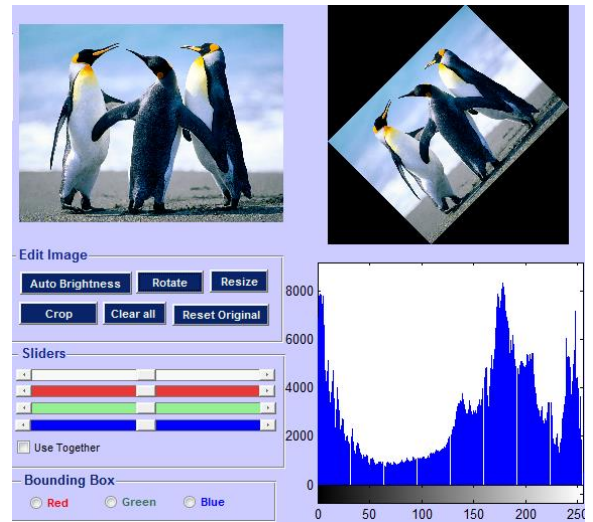 Edit Image
Auto Brightness Rotate Resize
Crop Clear all Reset Original
Sliders
Use Together
Bounding Box
Red Green Blue
8000
6000
4000
2000
0
0 50 100 150 200 250